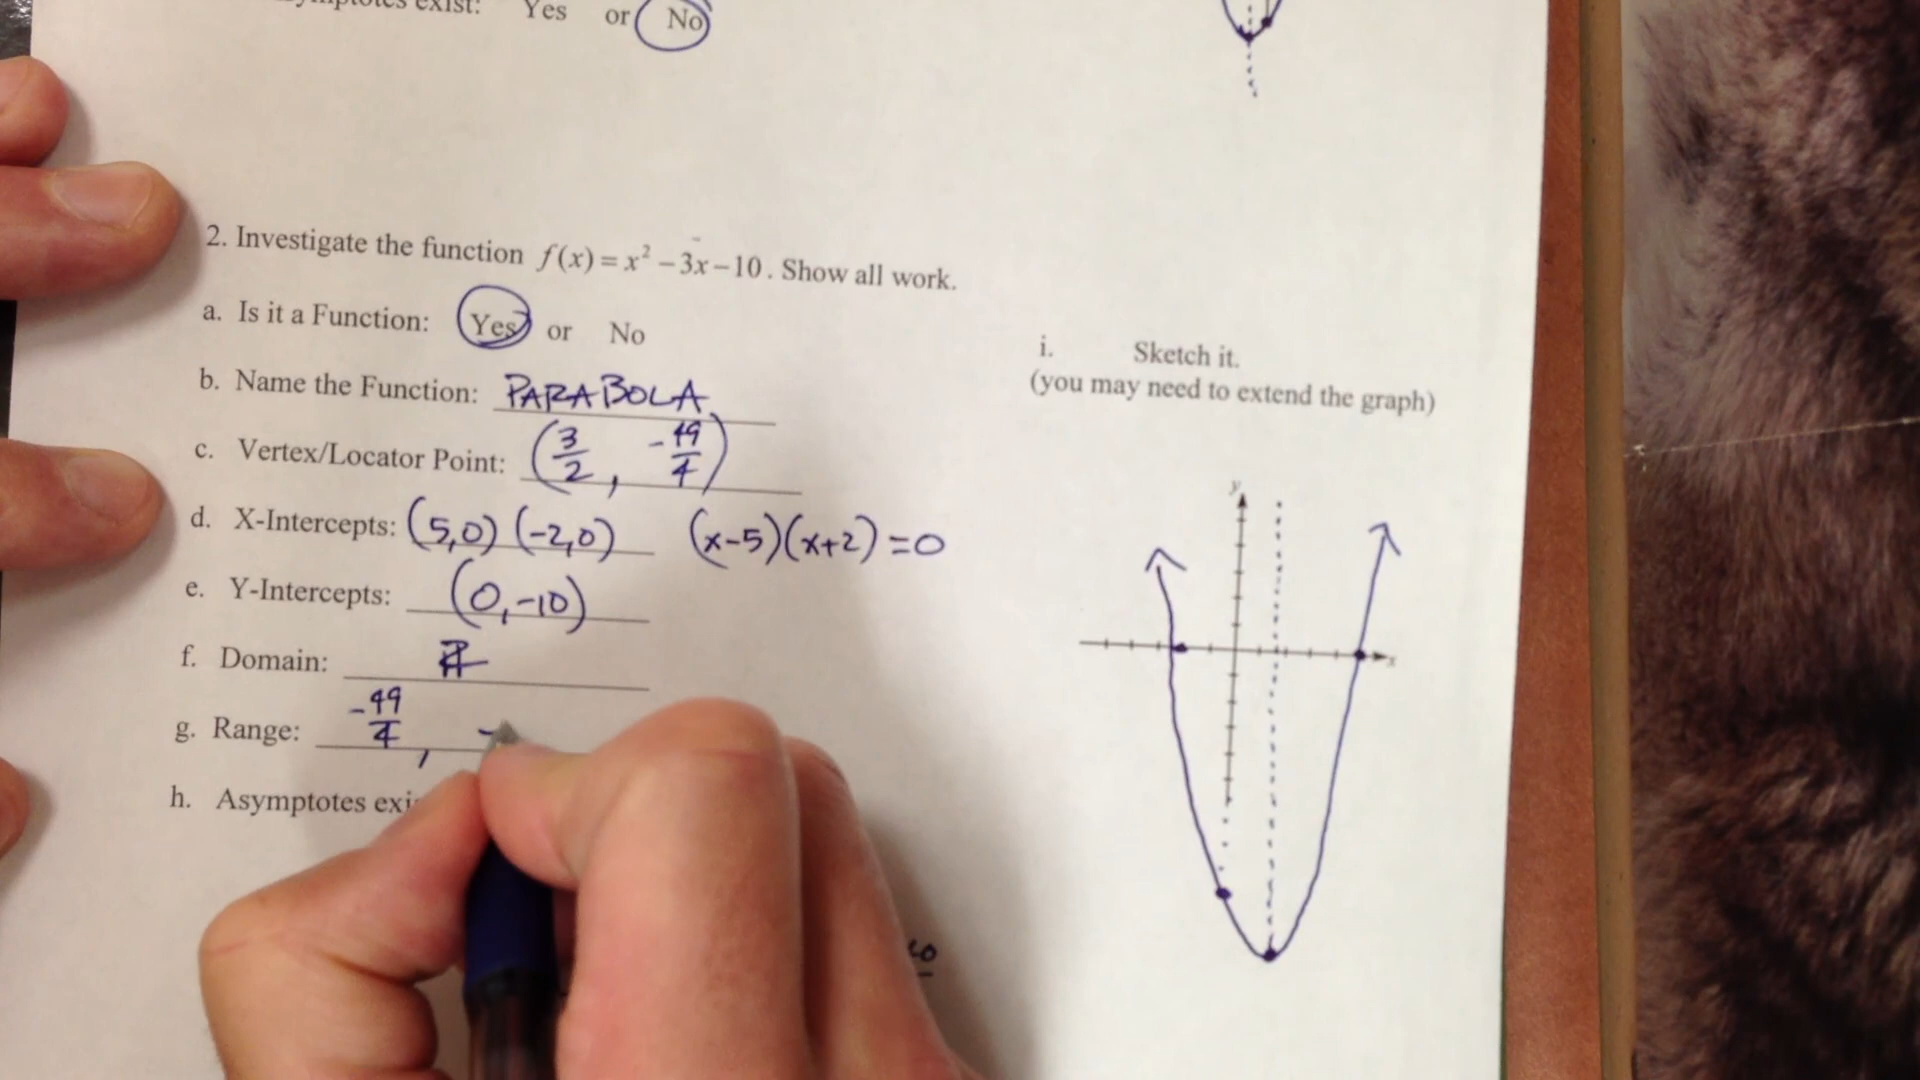 exist: Yes or No
2. Investigate the function f(x) = x² – 3x – 10. Show all work.
a. Is it a Function: Yes or No
b. Name the Function: PARABOLA
c. Vertex/Locator Point: (3/2, -49/4)
d. X-Intercepts: (5,0) (-2,0) (x-5)(x+2)=0
e. Y-Intercepts: (0,-10)
f. Domain: ℝ
g. Range: -49/4,
h. Asymptotes
i. Sketch it.
(you may need to extend the graph)
y
x